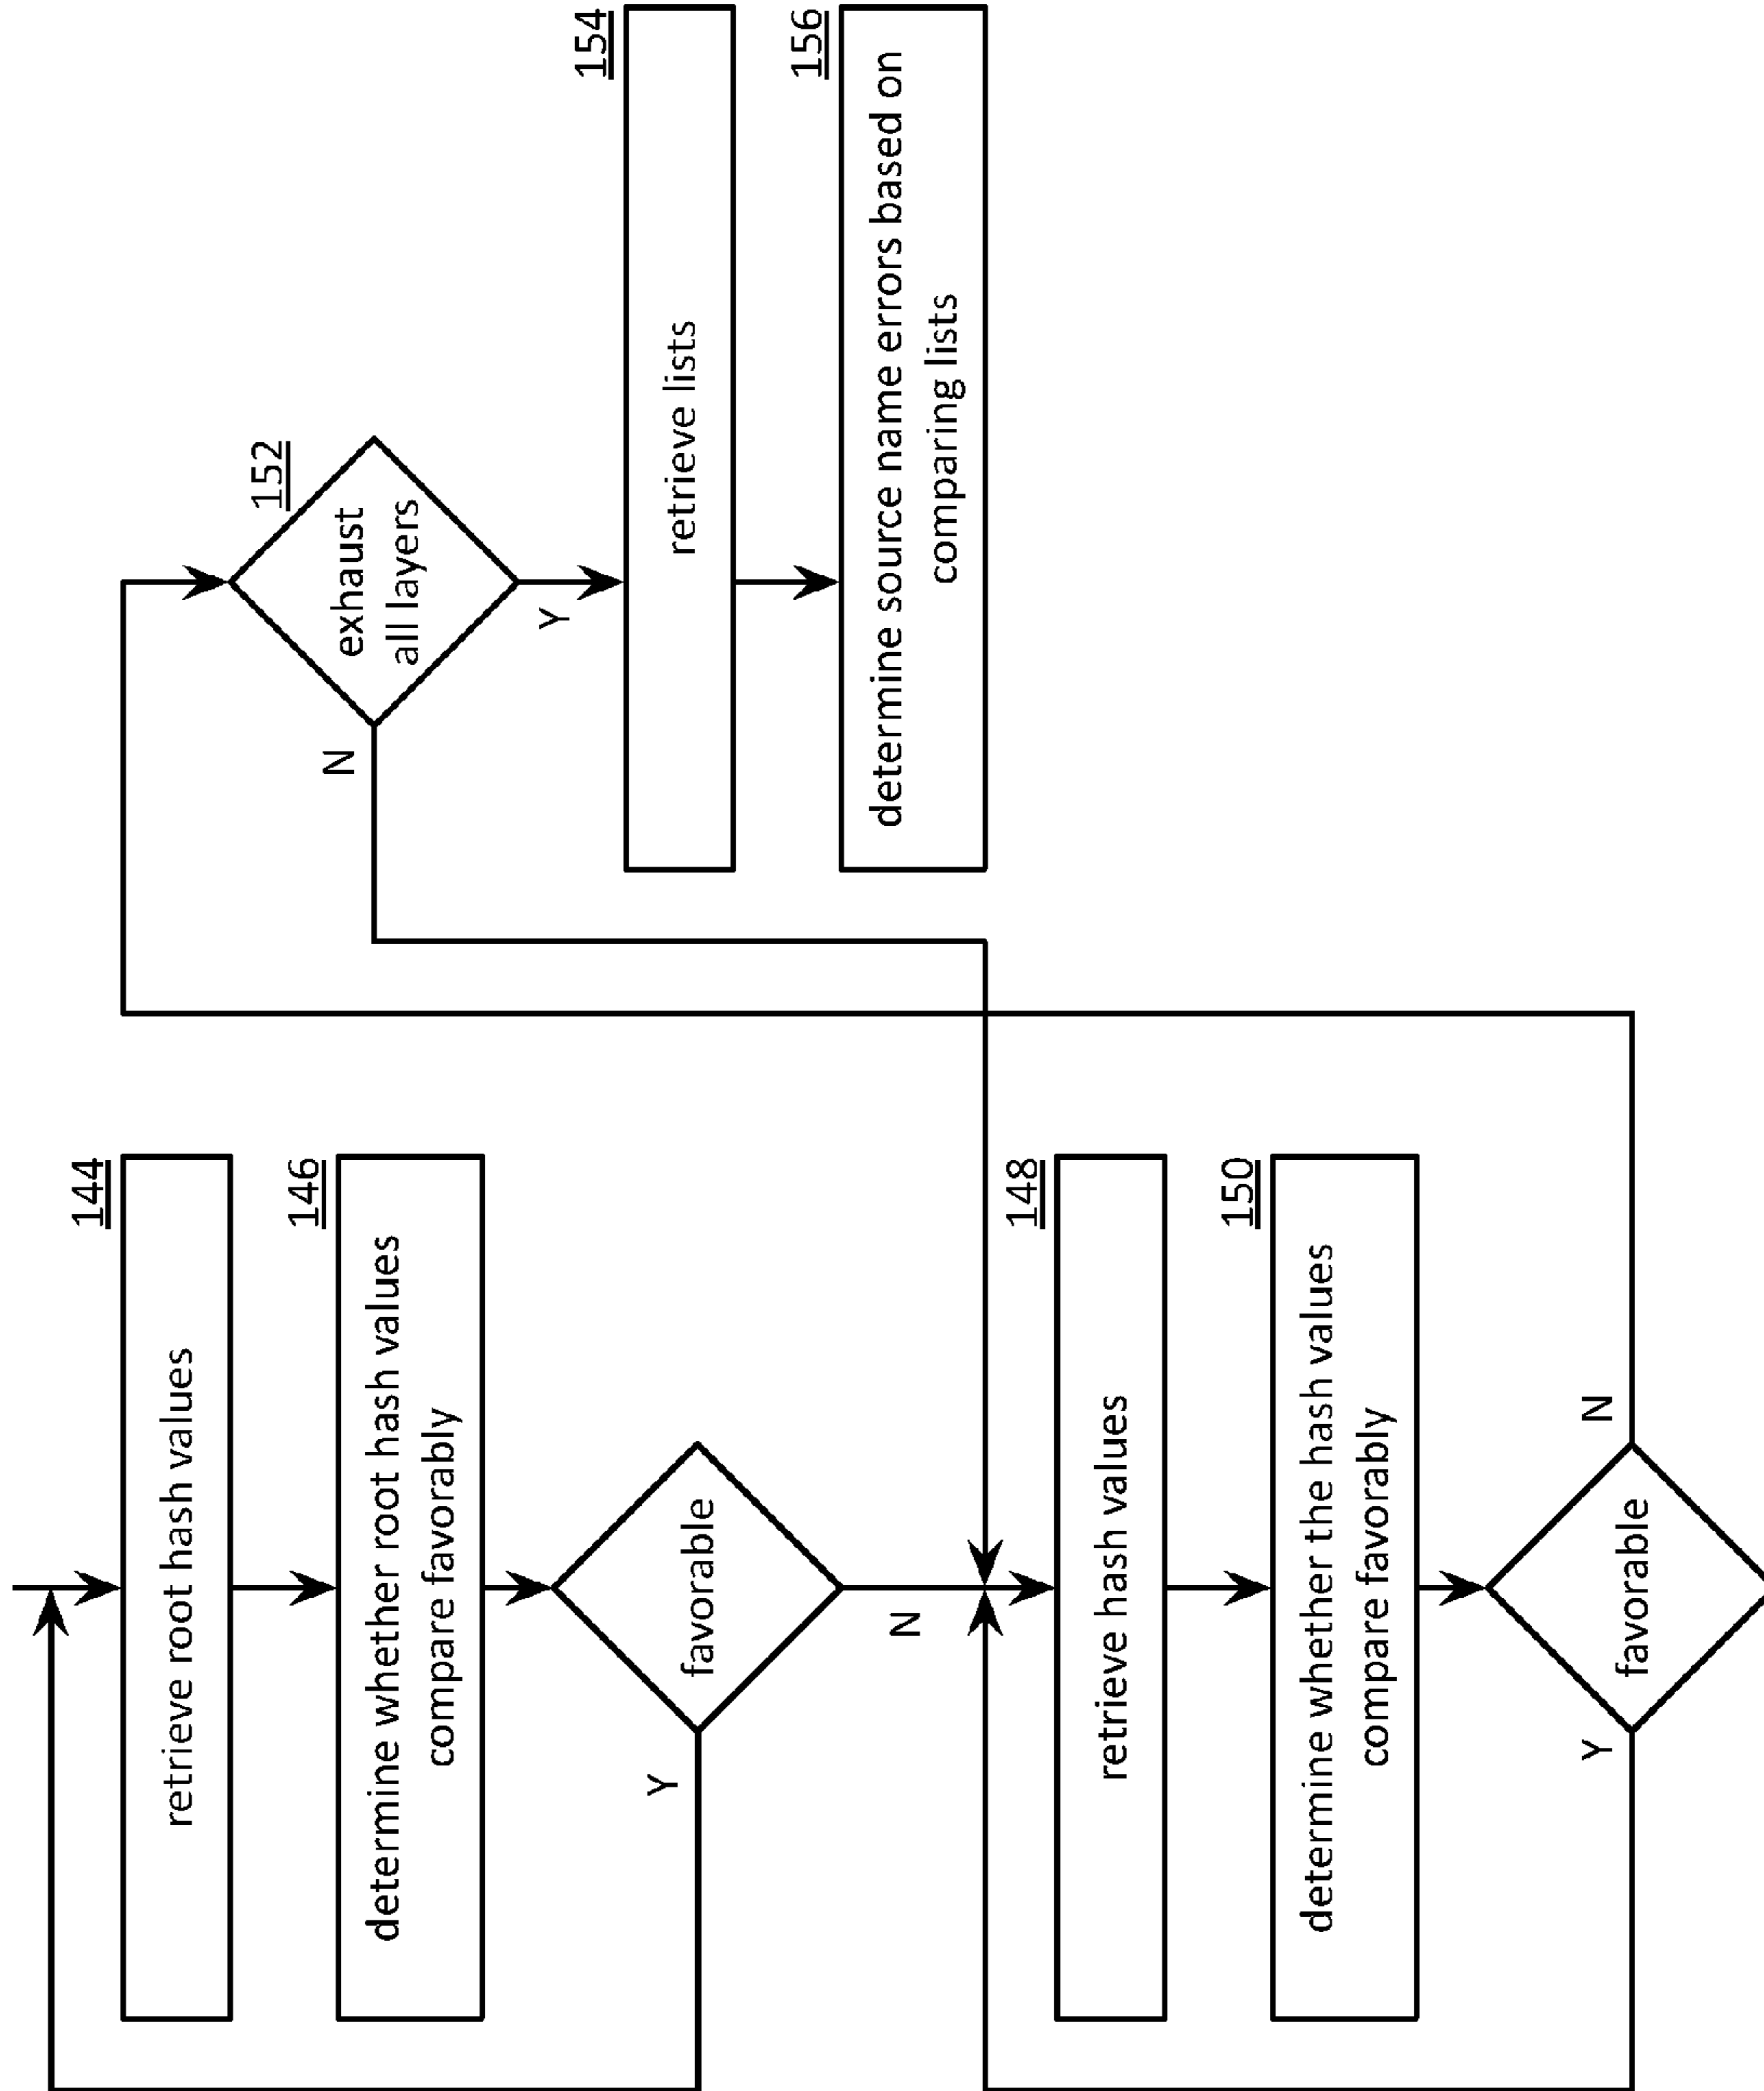 144
retrieve root hash values
146
determine whether root hash values
compare favorably
favorable
Y
N
148
retrieve hash values
150
determine whether the hash values
compare favorably
favorable
Y
N
152
exhaust
all layers
N
Y
154
retrieve lists
156
determine source name errors based on
comparing lists